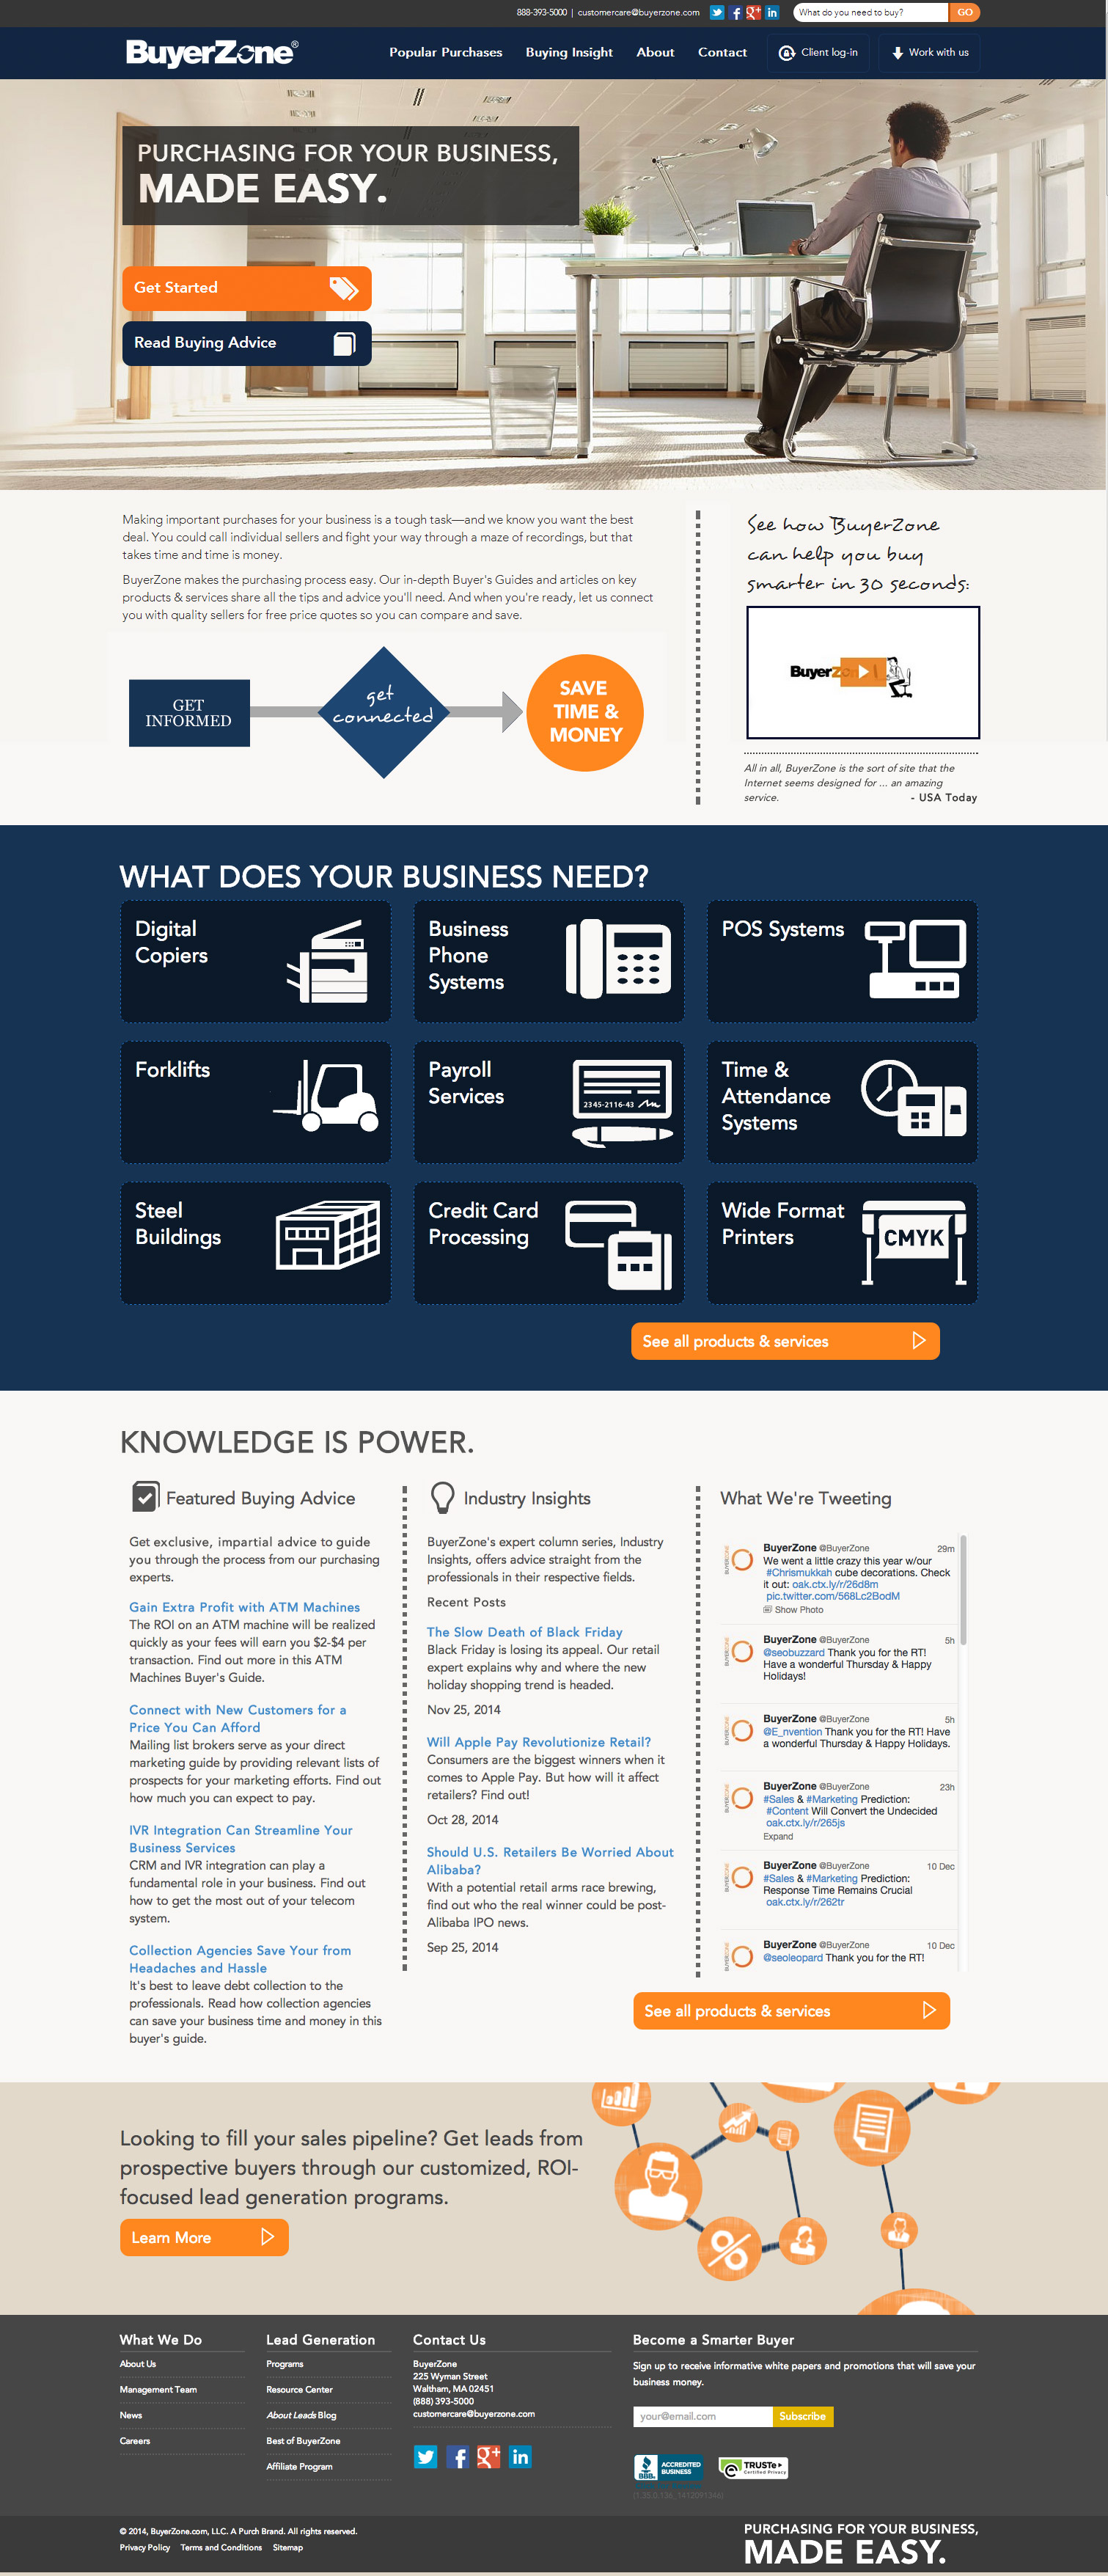 888-393-5000 | customercare@buyerzone.com
What do you need to buy?
GO
BuyerZone®
Popular Purchases
Buying Insight
About
Contact
Client log-in
Work with us
PURCHASING FOR YOUR BUSINESS,
MADE EASY.
Get Started
Read Buying Advice
Making important purchases for your business is a tough task—and we know you want the best
deal. You could call individual sellers and fight your way through a maze of recordings, but that
takes time and time is money.
BuyerZone makes the purchasing process easy. Our in-depth Buyer's Guides and articles on key
products & services share all the tips and advice you'll need. And when you're ready, let us connect
you with quality sellers for free price quotes so you can compare and save.
GET
INFORMED
get
connected
SAVE
TIME &
MONEY
See how BuyerZone
can help you buy
smarter in 30 seconds:
All in all, BuyerZone is the sort of site that the
Internet seems designed for ... an amazing
service.
- USA Today
WHAT DOES YOUR BUSINESS NEED?
Digital
Copiers
Business
Phone
Systems
POS Systems
Forklifts
Payroll
Services
2345-2116-43
Time &
Attendance
Systems
Steel
Buildings
Credit Card
Processing
Wide Format
Printers
CMYK
See all products & services
KNOWLEDGE IS POWER.
Featured Buying Advice
Get exclusive, impartial advice to guide
you through the process from our purchasing
experts.
Gain Extra Profit with ATM Machines
The ROI on an ATM machine will be realized
quickly as your fees will earn you $2-$4 per
transaction. Find out more in this ATM
Machines Buyer's Guide.
Connect with New Customers for a
Price You Can Afford
Mailing list brokers serve as your direct
marketing guide by providing relevant lists of
prospects for your marketing efforts. Find out
how much you can expect to pay.
IVR Integration Can Streamline Your
Business Services
CRM and IVR integration can play a
fundamental role in your business. Find out
how to get the most out of your telecom
system.
Collection Agencies Save Your from
Headaches and Hassle
It's best to leave debt collection to the
professionals. Read how collection agencies
can save your business time and money in this
buyer's guide.
Industry Insights
BuyerZone's expert column series, Industry
Insights, offers advice straight from the
professionals in their respective fields.
Recent Posts
The Slow Death of Black Friday
Black Friday is losing its appeal. Our retail
expert explains why and where the new
holiday shopping trend is headed.
Nov 25, 2014
Will Apple Pay Revolutionize Retail?
Consumers are the biggest winners when it
comes to Apple Pay. But how will it affect
retailers? Find out!
Oct 28, 2014
Should U.S. Retailers Be Worried About
Alibaba?
With a potential retail arms race brewing,
find out who the real winner could be post-
Alibaba IPO news.
Sep 25, 2014
What We're Tweeting
BuyerZone @BuyerZone 29m
We went a little crazy this year w/our
#Chrismukkah cube decorations. Check
it out: oak.ctx.ly/r/26d8m
pic.twitter.com/568Lc2BodM
Show Photo
BuyerZone @BuyerZone 5h
@seobuzzard Thank you for the RT!
Have a wonderful Thursday & Happy
Holidays!
BuyerZone @BuyerZone 5h
@E_nvention Thank you for the RT! Have
a wonderful Thursday & Happy Holidays.
BuyerZone @BuyerZone 23h
#Sales & #Marketing Prediction:
#Content Will Convert the Undecided
oak.ctx.ly/r/265js
Expand
BuyerZone @BuyerZone 10 Dec
#Sales & #Marketing Prediction:
Response Time Remains Crucial
oak.ctx.ly/r/262tr
BuyerZone @BuyerZone 10 Dec
@seoleopard Thank you for the RT!
See all products & services
Looking to fill your sales pipeline? Get leads from
prospective buyers through our customized, ROI-
focused lead generation programs.
Learn More
What We Do
About Us
Management Team
News
Careers
Lead Generation
Programs
Resource Center
About Leads Blog
Best of BuyerZone
Affiliate Program
Contact Us
BuyerZone
225 Wyman Street
Waltham, MA 02451
(888) 393-5000
customercare@buyerzone.com
Become a Smarter Buyer
Sign up to receive informative white papers and promotions that will save your
business money.
your@email.com
Subscribe
BBB
ACCREDITED
BUSINESS
TRUSTe
Certified Privacy
© 2014, BuyerZone.com, LLC. A Purch Brand. All rights reserved.
Privacy Policy Terms and Conditions Sitemap
PURCHASING FOR YOUR BUSINESS,
MADE EASY.